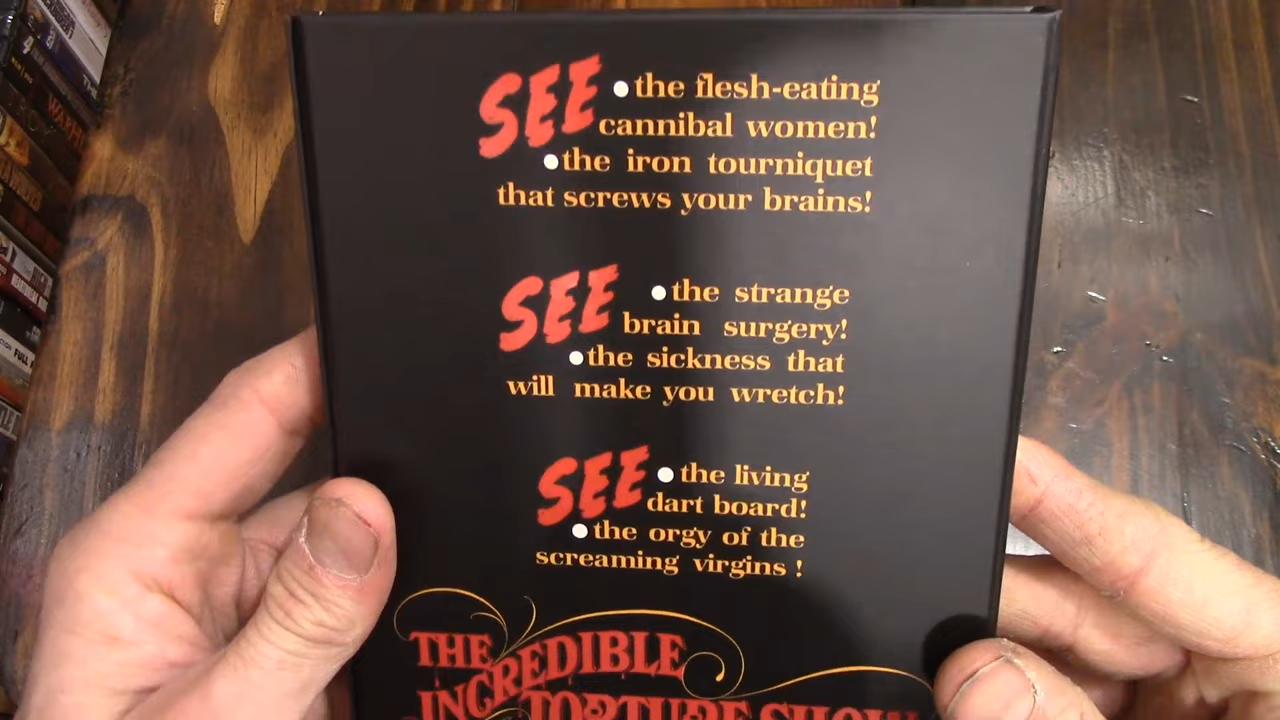 SEE •the flesh-eating
cannibal women!
•the iron tourniquet
that screws your brains!
SEE •the strange
brain surgery!
•the sickness that
will make you wretch!
SEE •the living
dart board!
•the orgy of the
screaming virgins !
THE
INCREDIBLE
TORTURE SHOW